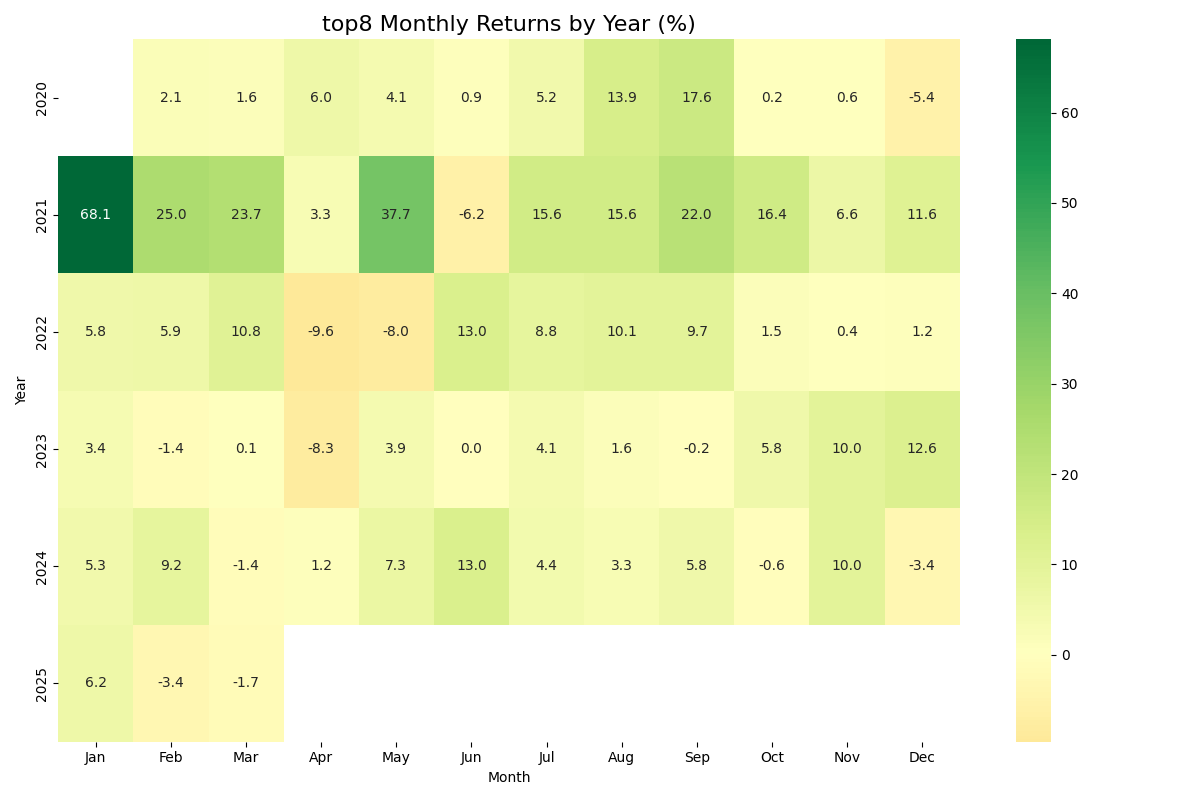 top8 Monthly Returns by Year (%)
2020 2.1 1.6 6.0 4.1 0.9 5.2 13.9 17.6 0.2 0.6 -5.4
2021 68.1 25.0 23.7 3.3 37.7 -6.2 15.6 15.6 22.0 16.4 6.6 11.6
2022 5.8 5.9 10.8 -9.6 -8.0 13.0 8.8 10.1 9.7 1.5 0.4 1.2
2023 3.4 -1.4 0.1 -8.3 3.9 0.0 4.1 1.6 -0.2 5.8 10.0 12.6
2024 5.3 9.2 -1.4 1.2 7.3 13.0 4.4 3.3 5.8 -0.6 10.0 -3.4
2025 6.2 -3.4 -1.7
Jan Feb Mar Apr May Jun Jul Aug Sep Oct Nov Dec
Month
Year
60
50
40
30
20
10
0